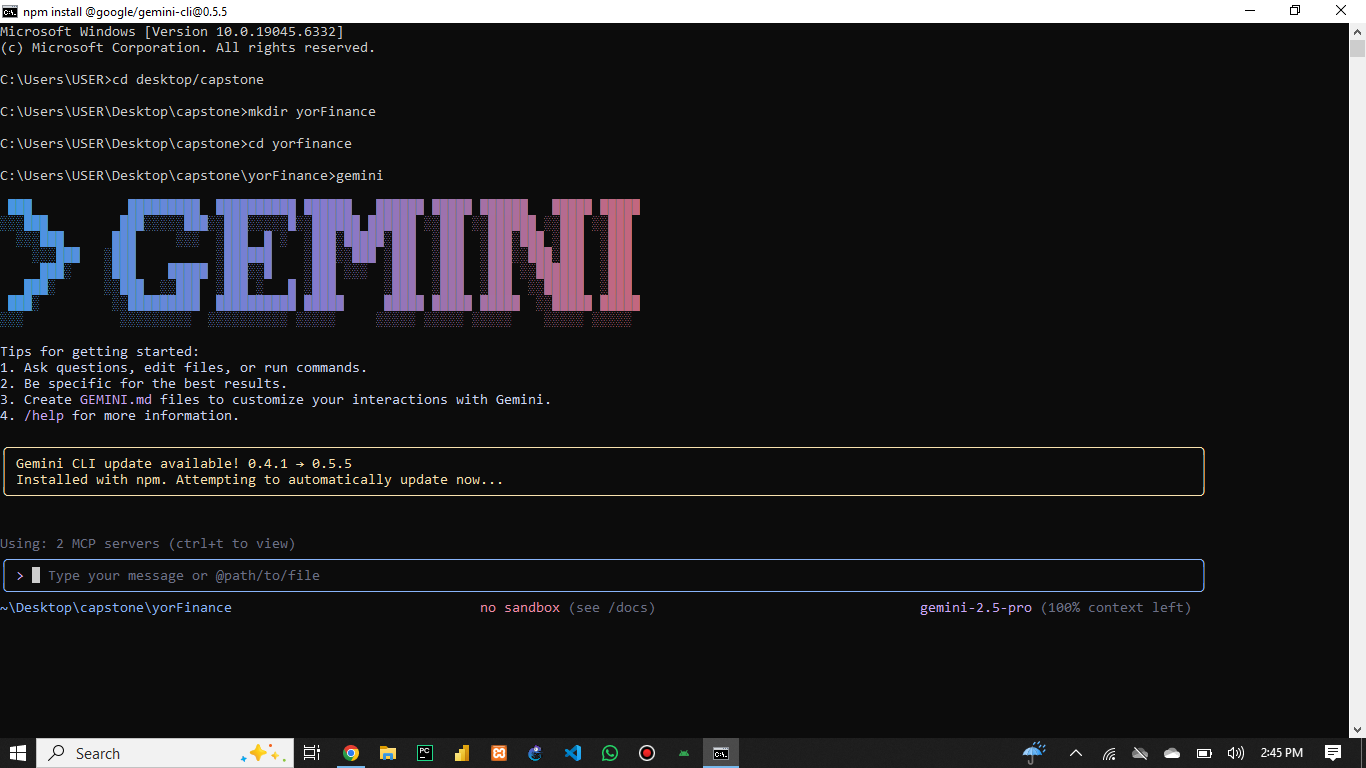 npm install @google/gemini-cli@0.5.5
Microsoft Windows [Version 10.0.19045.6332]
(c) Microsoft Corporation. All rights reserved.
C:\Users\USER>cd desktop/capstone
C:\Users\USER\Desktop\capstone>mkdir yorFinance
C:\Users\USER\Desktop\capstone>cd yorfinance
C:\Users\USER\Desktop\capstone\yorFinance>gemini
> GEMINI
Tips for getting started:
1. Ask questions, edit files, or run commands.
2. Be specific for the best results.
3. Create GEMINI.md files to customize your interactions with Gemini.
4. /help for more information.
Gemini CLI update available! 0.4.1 → 0.5.5
Installed with npm. Attempting to automatically update now...
Using: 2 MCP servers (ctrl+t to view)
> Type your message or @path/to/file
~\Desktop\capstone\yorFinance no sandbox (see /docs) gemini-2.5-pro (100% context left)
Search
2:45 PM